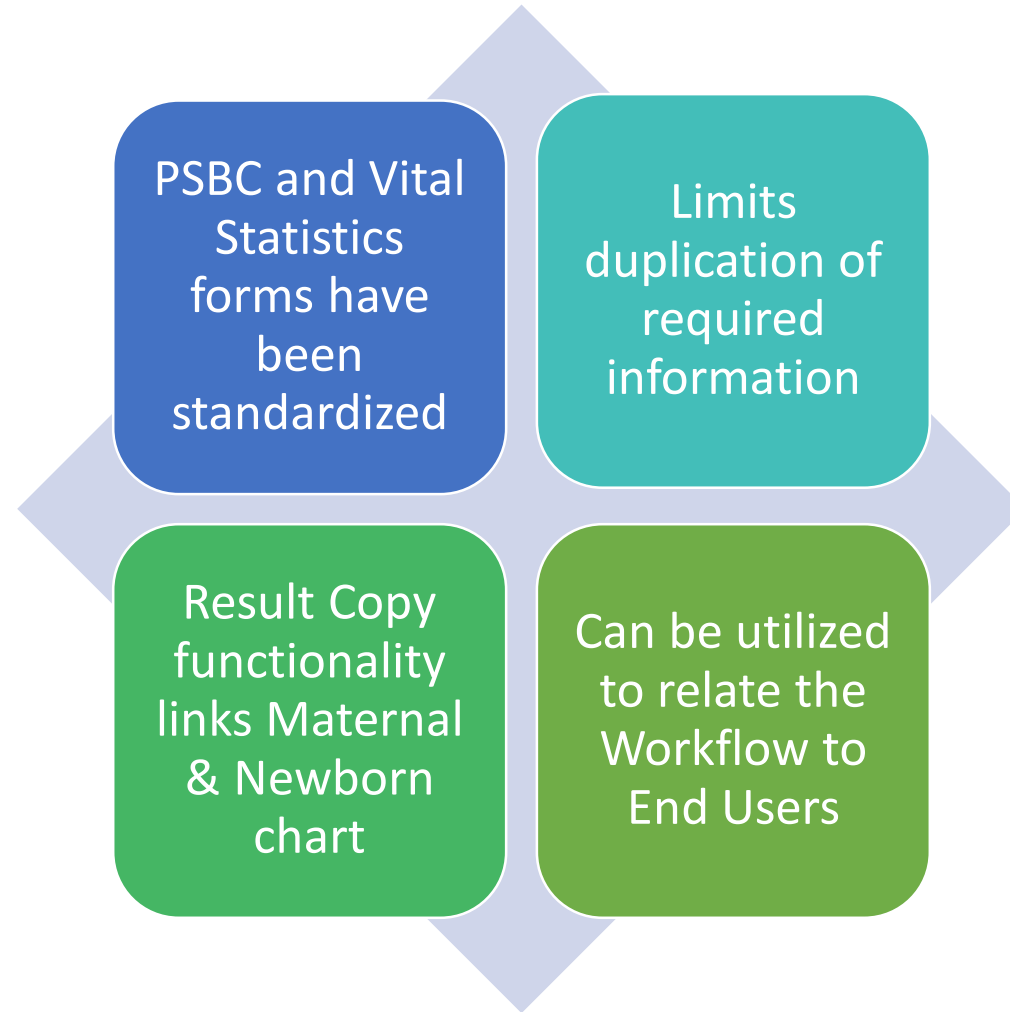 PSBC and Vital
Statistics
forms have
been
standardized
Limits
duplication of
required
information
Result Copy
functionality
links Maternal
& Newborn
chart
Can be utilized
to relate the
Workflow to
End Users